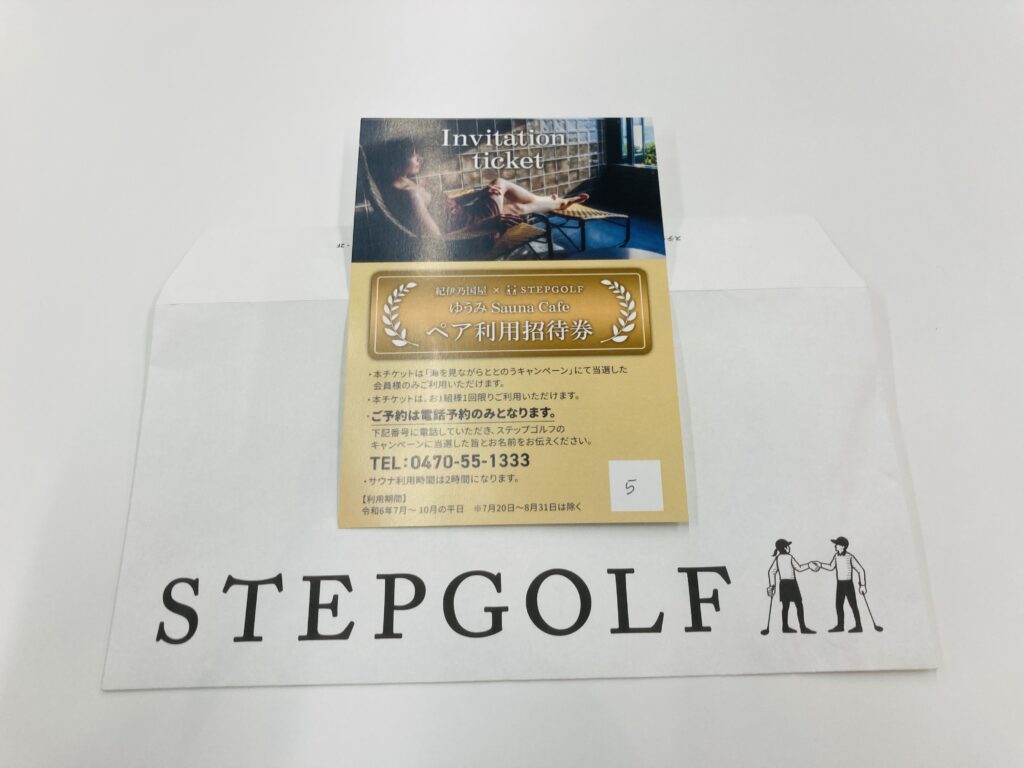 Invitation
ticket
紀伊乃国屋 × STEPGOLF
ゆうみ Sauna Cafe
ペア利用招待券
・本チケットは「海を見ながらととのうキャンペーン」にて当選した
会員様のみご利用いただけます。
・本チケットは、お1組様1回限りご利用いただけます。
・ご予約は電話予約のみとなります。
下記番号に電話していただき、ステップゴルフの
キャンペーンに当選した旨とお名前をお伝えください。
TEL:0470-55-1333
・サウナ利用時間は2時間になります。
5
【利用期間】
令和6年7月〜10月の平日 ※7月20日〜8月31日は除く
STEPGOLF